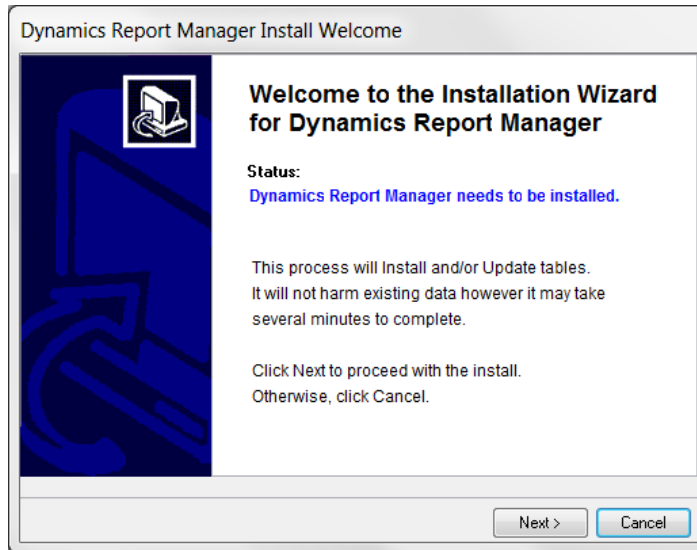 Dynamics Report Manager Install Welcome
Welcome to the Installation Wizard
for Dynamics Report Manager
Status:
Dynamics Report Manager needs to be installed.
This process will Install and/or Update tables.
It will not harm existing data however it may take
several minutes to complete.
Click Next to proceed with the install.
Otherwise, click Cancel.
Next >
Cancel